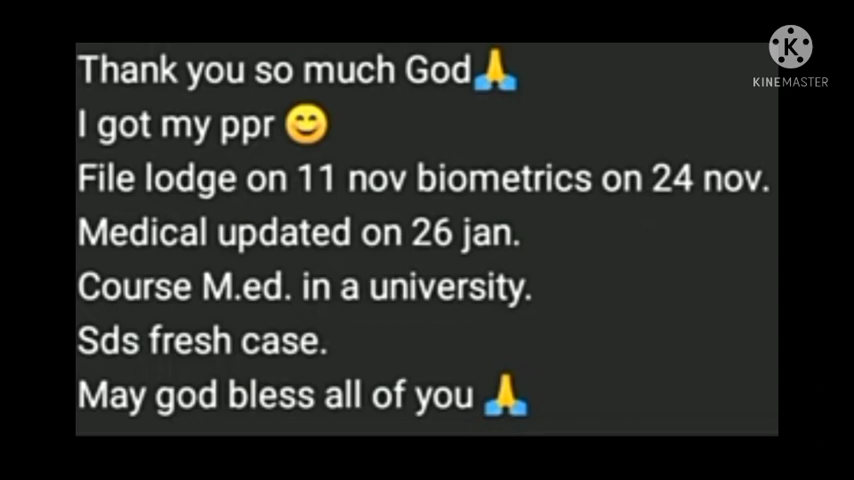 Thank you so much God🙏
I got my ppr 😊
File lodge on 11 nov biometrics on 24 nov.
Medical updated on 26 jan.
Course M.ed. in a university.
Sds fresh case.
May god bless all of you 🙏
K
KINEMASTER